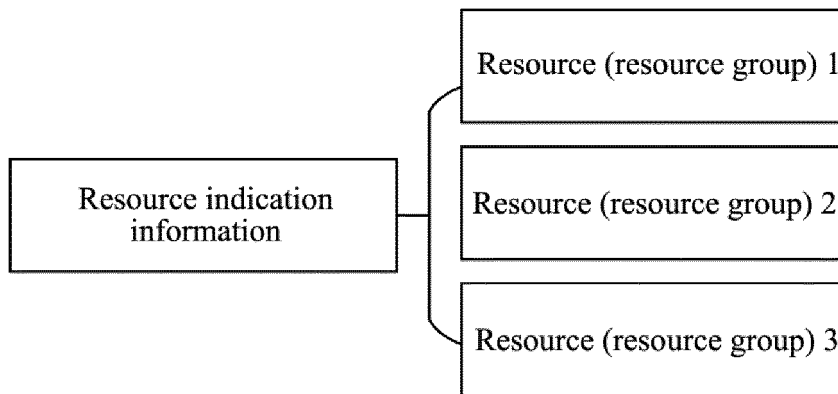 Resource (resource group) 1
Resource indication
information
Resource (resource group) 2
Resource (resource group) 3